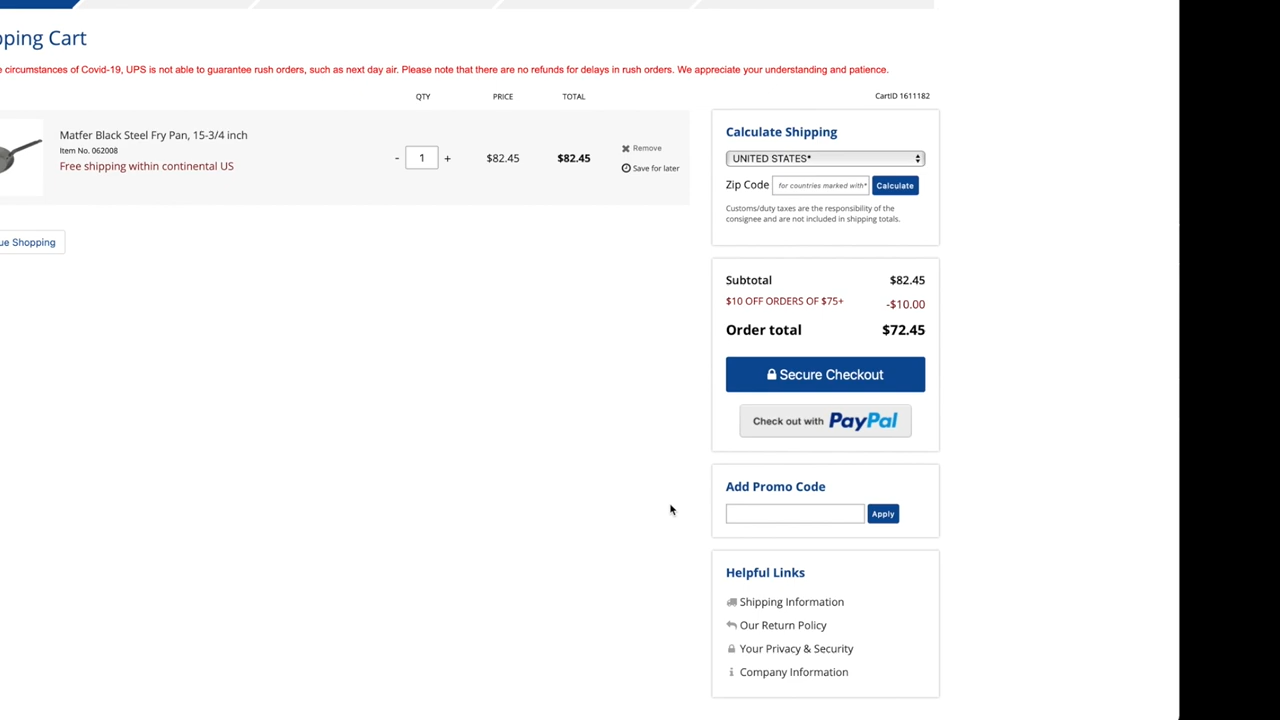 pping Cart
e circumstances of Covid-19, UPS is not able to guarantee rush orders, such as next day air. Please note that there are no refunds for delays in rush orders. We appreciate your understanding and patience.
QTY PRICE TOTAL
CartID 1611182
Matfer Black Steel Fry Pan, 15-3/4 inch
Item No. 062008
Free shipping within continental US
- 1 + $82.45 $82.45
Remove
Save for later
ue Shopping
Calculate Shipping
UNITED STATES*
Zip Code for countries marked with* Calculate
Customs/duty taxes are the responsibility of the
consignee and are not included in shipping totals.
Subtotal $82.45
$10 OFF ORDERS OF $75+ -$10.00
Order total $72.45
Secure Checkout
Check out with PayPal
Add Promo Code
Apply
Helpful Links
Shipping Information
Our Return Policy
Your Privacy & Security
Company Information